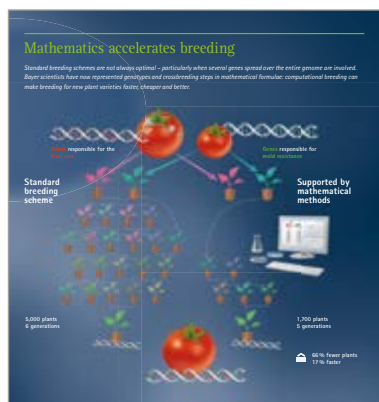 Mathematics accelerates breeding
Standard breeding schemes are not always optimal – particularly when several genes spread over the entire genome are involved.
Bayer scientists have now represented genotypes and crossbreeding steps in mathematical formulae: computational breeding can
make breeding for new plant varieties faster, cheaper and better.
Genes responsible for the
Genes responsible for
mold resistance
Standard
breeding
scheme
Supported by
mathematical
methods
5,000 plants
6 generations
1,700 plants
5 generations
66 % fewer plants
17 % faster